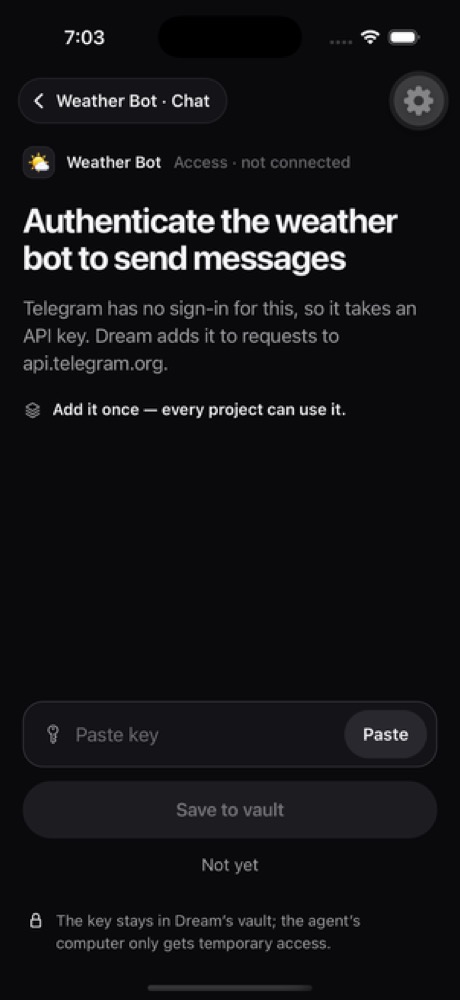 7:03
Weather Bot · Chat
Weather Bot Access · not connected
Authenticate the weather
bot to send messages
Telegram has no sign-in for this, so it takes an
API key. Dream adds it to requests to
api.telegram.org.
Add it once — every project can use it.
Paste key Paste
Save to vault
Not yet
The key stays in Dream's vault; the agent's
computer only gets temporary access.